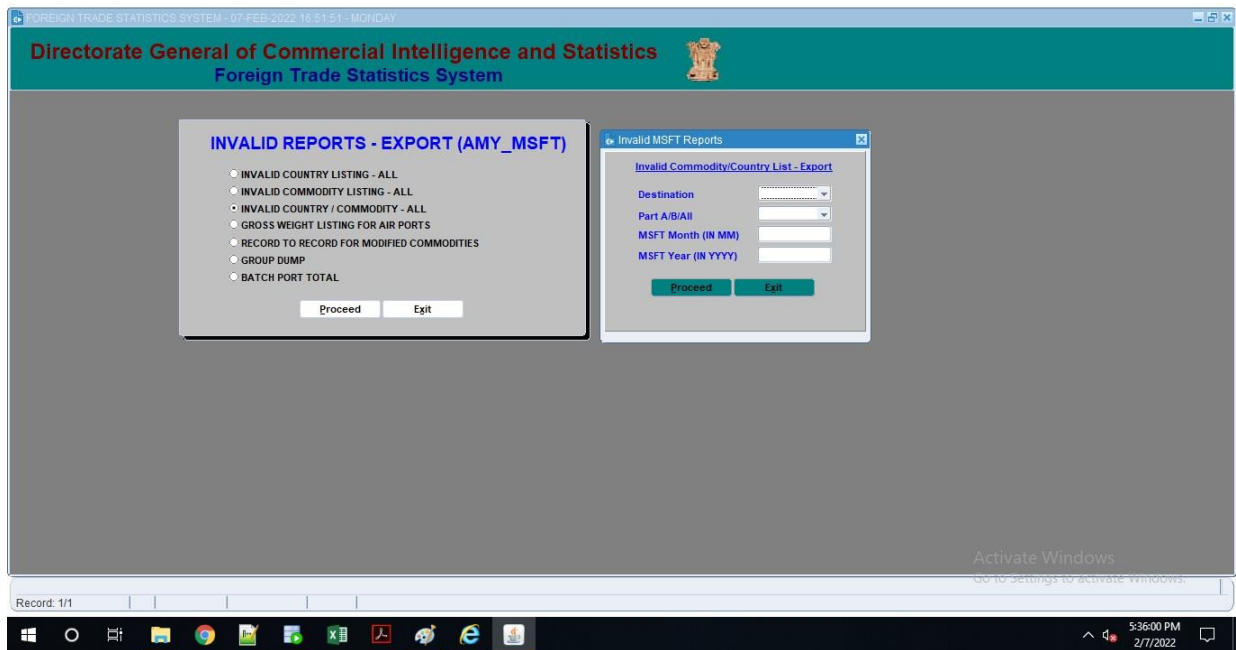 FOREIGN TRADE STATISTICS SYSTEM - 07-FEB-2022 16:51:51 - MONDAY
Directorate General of Commercial Intelligence and Statistics
Foreign Trade Statistics System
INVALID REPORTS - EXPORT (AMY_MSFT)
INVALID COUNTRY LISTING - ALL
INVALID COMMODITY LISTING - ALL
INVALID COUNTRY / COMMODITY - ALL
GROSS WEIGHT LISTING FOR AIR PORTS
RECORD TO RECORD FOR MODIFIED COMMODITIES
GROUP DUMP
BATCH PORT TOTAL
Proceed Exit
Invalid MSFT Reports
Invalid Commodity/Country List - Export
Destination
Part A/B/All
MSFT Month (IN MM)
MSFT Year (IN YYYY)
Proceed Exit
Activate Windows
Go to Settings to activate Windows.
Record: 1/1
5:36:00 PM
2/7/2022